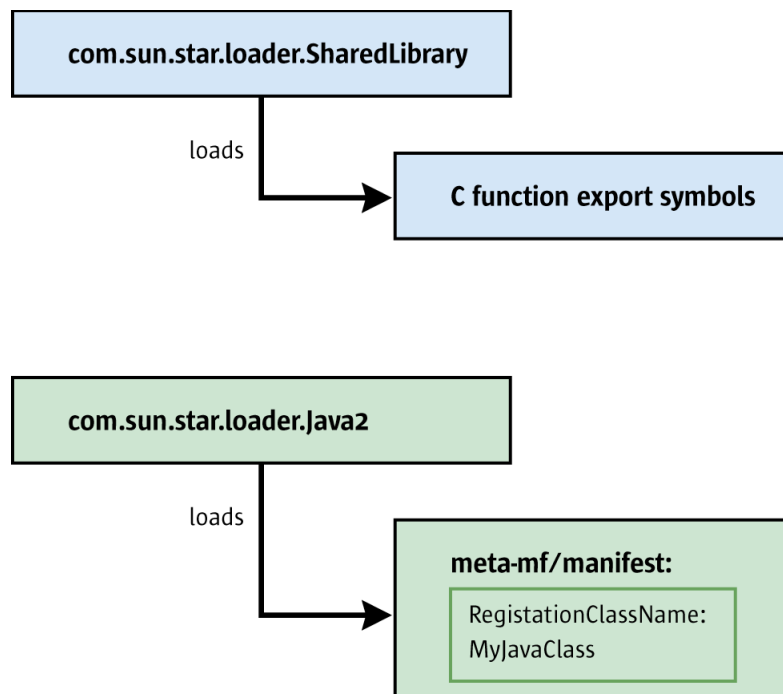 com.sun.star.loader.SharedLibrary
loads
C function export symbols
com.sun.star.loader.Java2
loads
meta-mf/manifest:
RegistationClassName:
MyJavaClass